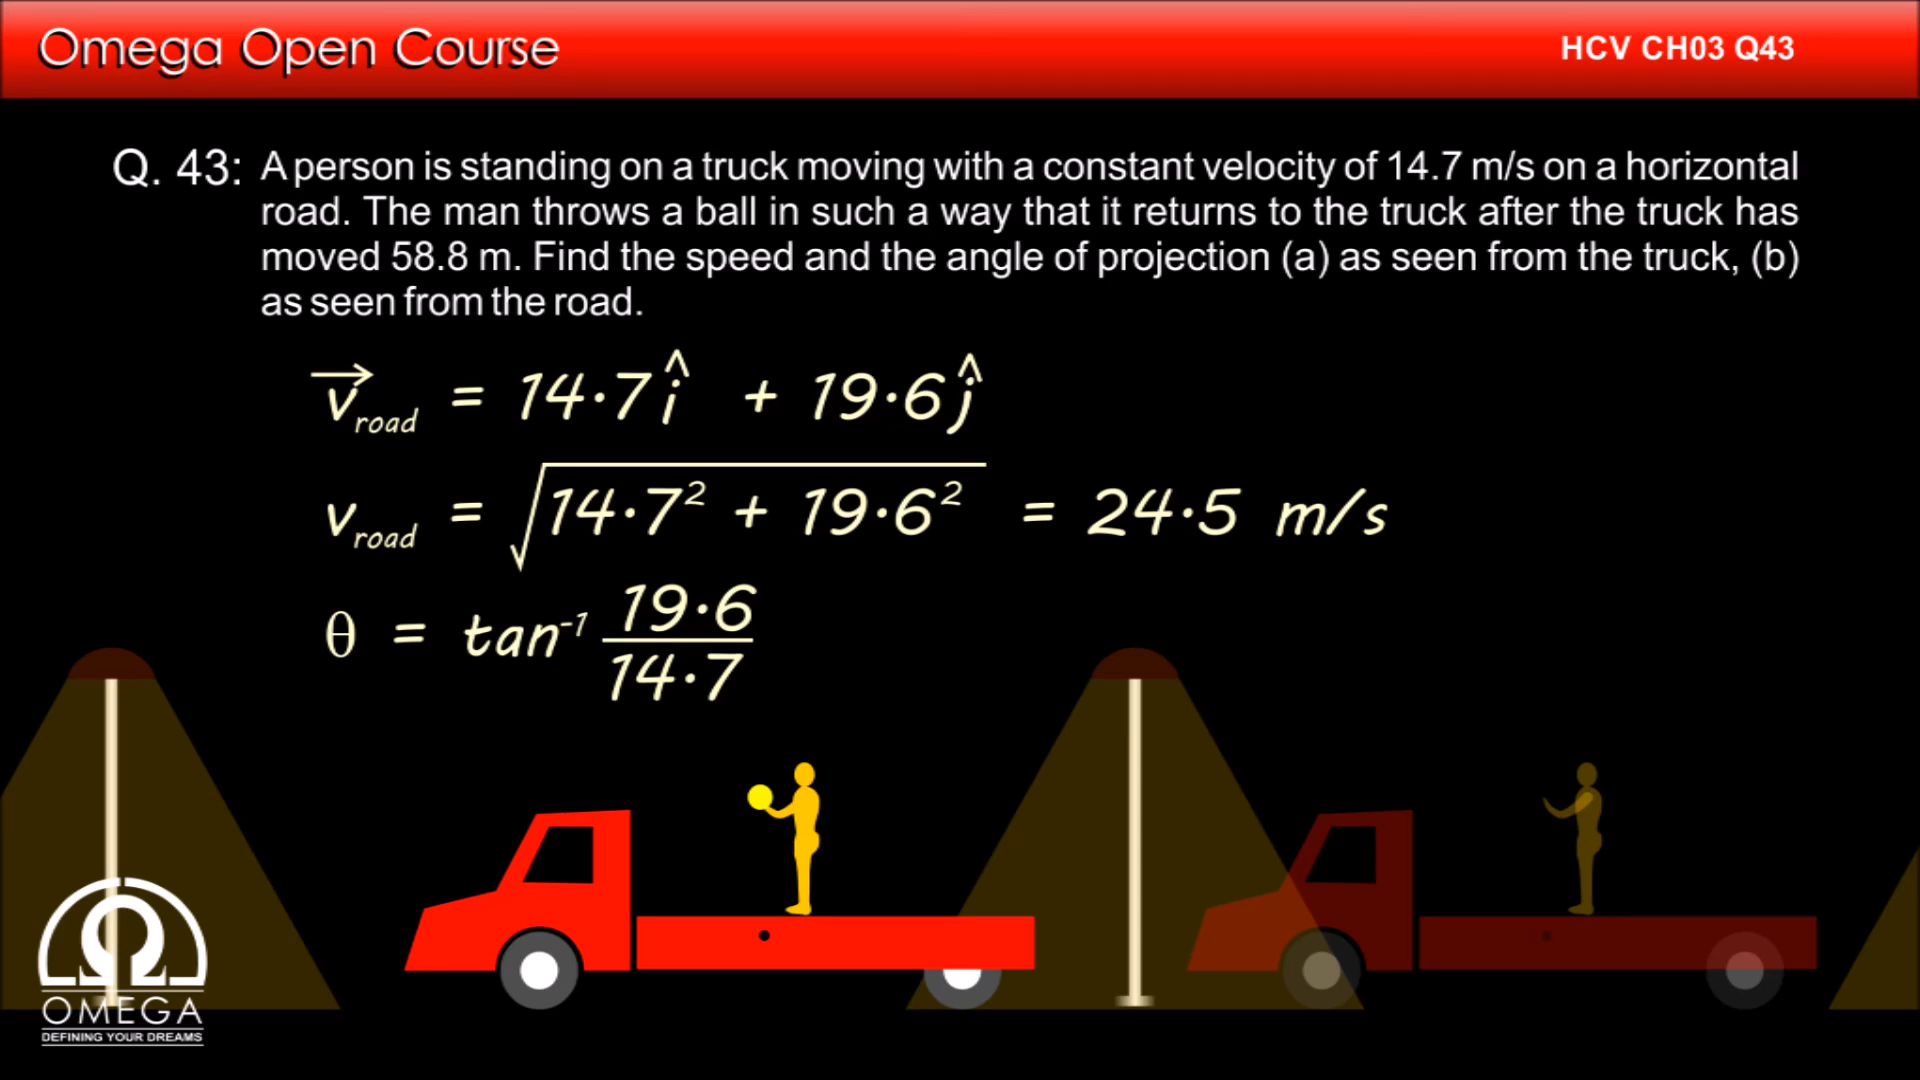 Omega Open Course
HCV CH03 Q43
Q. 43: A person is standing on a truck moving with a constant velocity of 14.7 m/s on a horizontal
road. The man throws a ball in such a way that it returns to the truck after the truck has
moved 58.8 m. Find the speed and the angle of projection (a) as seen from the truck, (b)
as seen from the road.
v⃗road = 14·7 î + 19·6 ĵ
vroad = √(14·7² + 19·6²) = 24·5 m/s
θ = tan⁻¹ 19·6
14·7
OMEGA
DEFINING YOUR DREAMS